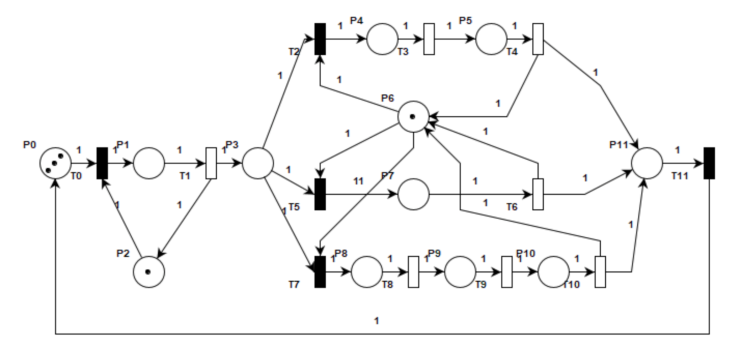 P4 1 1 P5 1
T2 T3 1 T4
1 1 P6 1 1
P0 P3 P11
1 P1 1 1 1 1 1
T0 T1 T11
1 11 P7 1 1
T5 T6
1 1 1 1 1
P2 1
P8 1 P9 1 P10 1
1 1 1
T7 T8 T9 T10
1